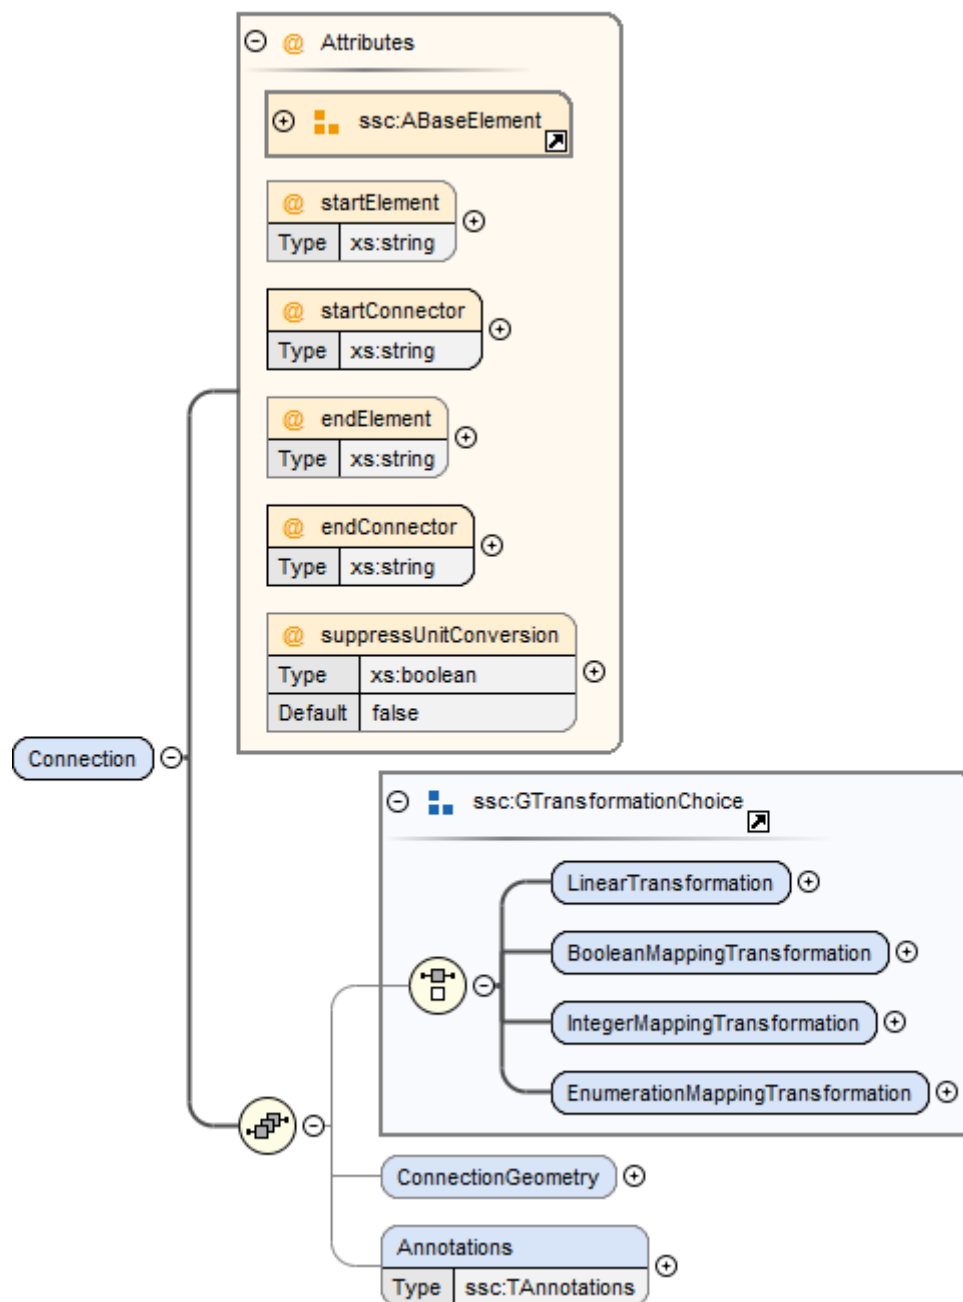 @ Attributes
ssc:ABaseElement
@ startElement
Type xs:string
@ startConnector
Type xs:string
@ endElement
Type xs:string
@ endConnector
Type xs:string
@ suppressUnitConversion
Type xs:boolean
Default false
Connection
ssc:GTransformationChoice
LinearTransformation
BooleanMappingTransformation
IntegerMappingTransformation
EnumerationMappingTransformation
ConnectionGeometry
Annotations
Type ssc:TAnnotations